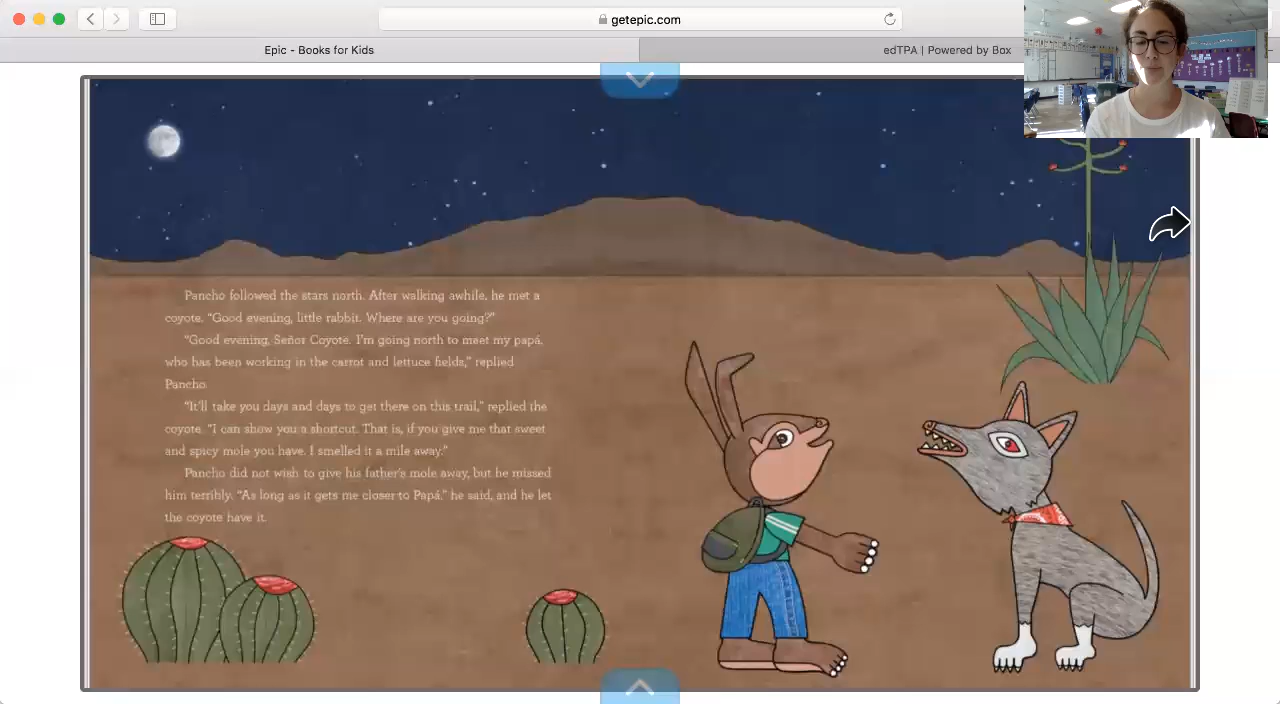 getepic.com
Epic - Books for Kids
edTPA | Powered by Box
Pancho followed the stars north. After walking awhile, he met a
coyote. “Good evening, little rabbit. Where are you going?”
“Good evening, Señor Coyote. I’m going north to meet my papá,
who has been working in the carrot and lettuce fields,” replied
Pancho.
“It’ll take you days and days to get there on this trail,” replied the
coyote. “I can show you a shortcut. That is, if you give me that sweet
and spicy mole you have. I smelled it a mile away.”
Pancho did not wish to give his father’s mole away, but he missed
him terribly. “As long as it gets me closer to Papá,” he said, and he let
the coyote have it.